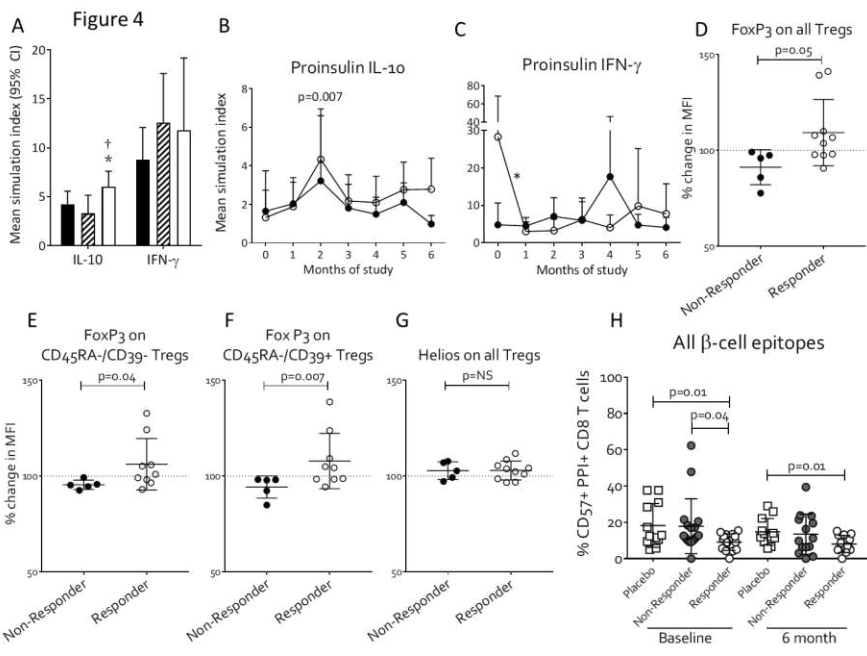 Figure 4
A
Mean simulation index (95% CI)
20
15
10
5
0
†
*
IL-10
IFN-γ
B
Proinsulin IL-10
Mean simulation index
8
6
4
2
0
p=0.007
0 1 2 3 4 5 6
Months of study
C
Proinsulin IFN-γ
80
60
40
30
20
10
0
*
0 1 2 3 4 5 6
Months of study
D
FoxP3 on all Tregs
p=0.05
% change in MFI
150
100
50
Non-Responder
Responder
E
FoxP3 on
CD45RA-/CD39- Tregs
p=0.04
% change in MFI
150
100
50
Non-Responder
Responder
F
Fox P3 on
CD45RA-/CD39+ Tregs
p=0.007
150
100
50
Non-Responder
Responder
G
Helios on all Tregs
p=NS
150
100
50
Non-Responder
Responder
H
All β-cell epitopes
% CD57+ PPI+ CD8 T cells
100
80
60
40
20
0
p=0.01
p=0.04
p=0.01
Placebo
Non-Responder
Responder
Placebo
Non-Responder
Responder
Baseline
6 month